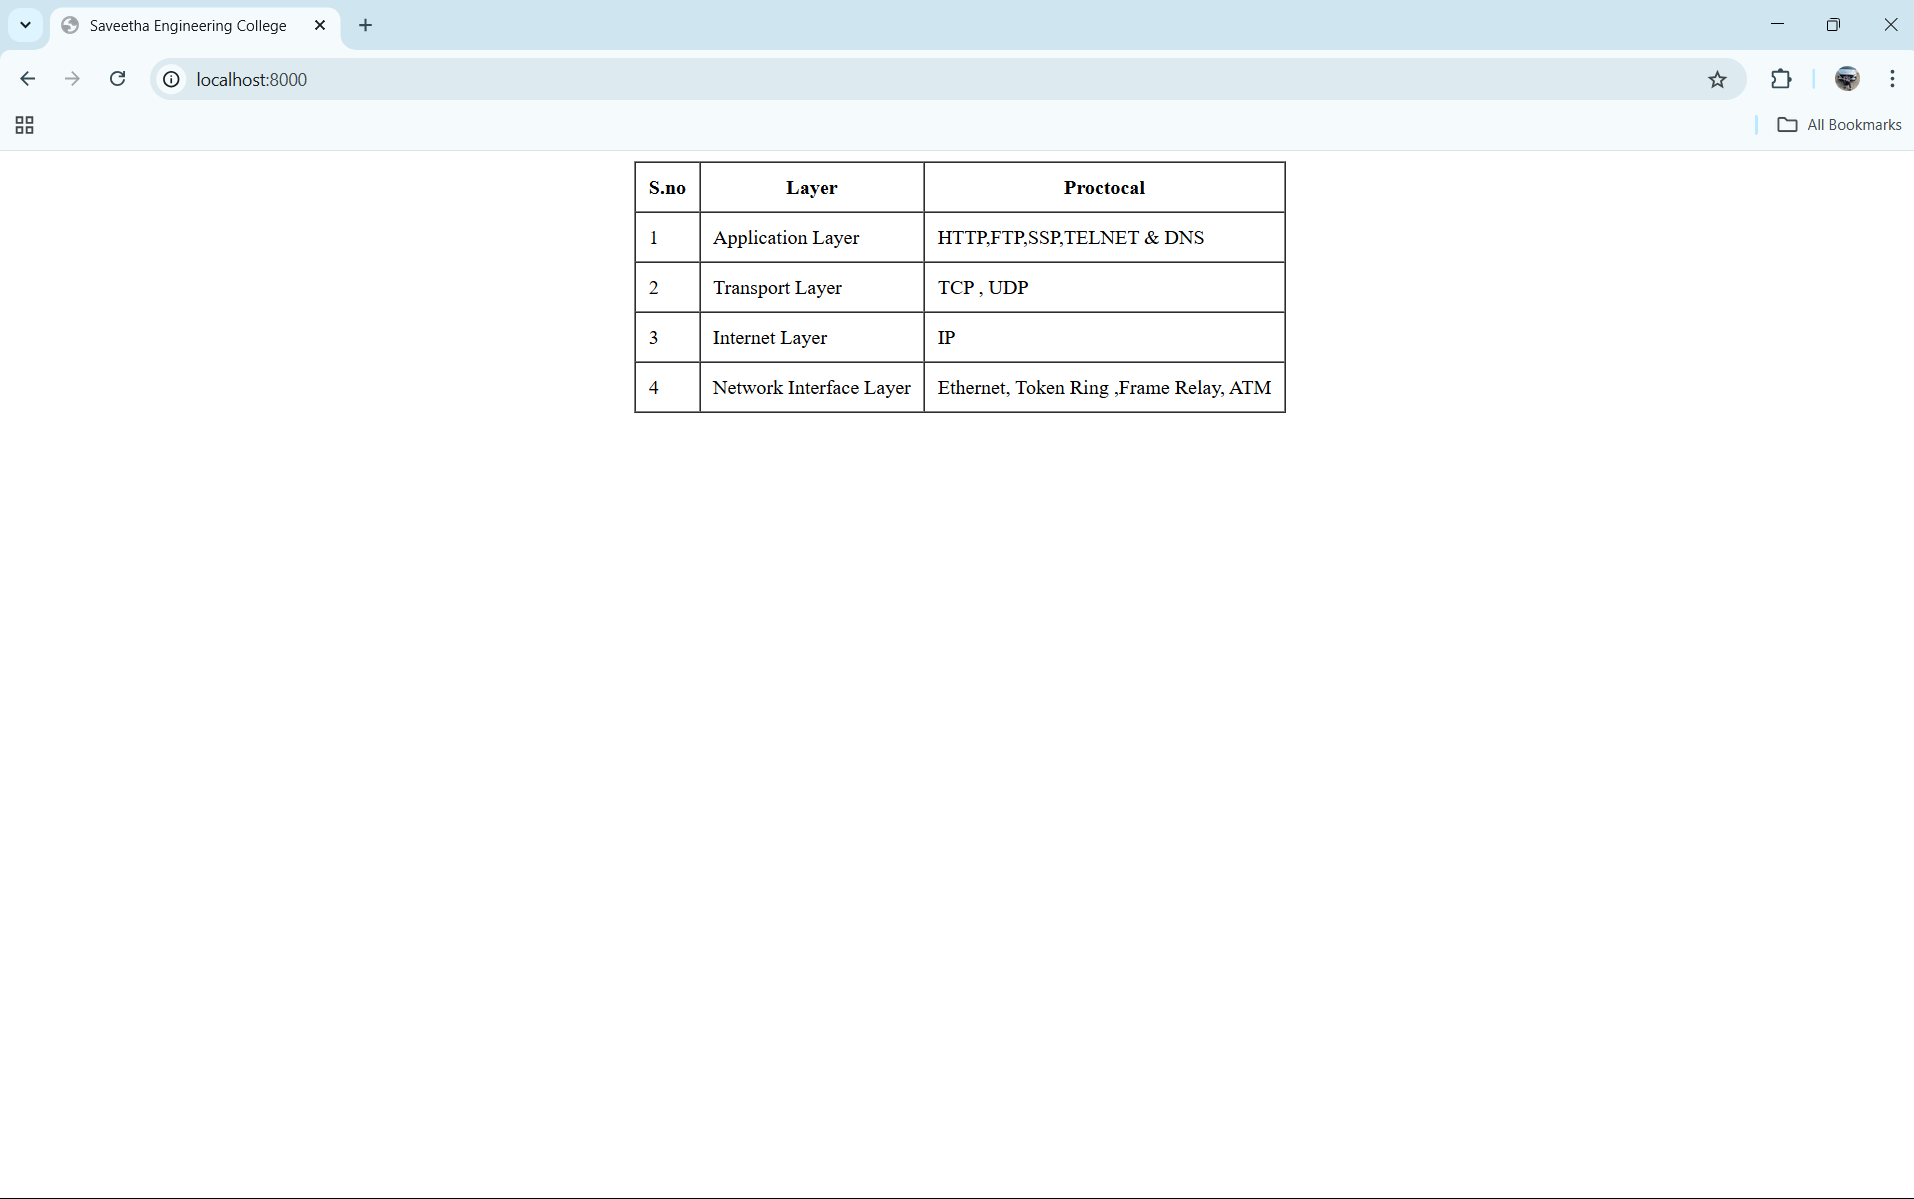 Saveetha Engineering College
localhost:8000
All Bookmarks
S.no Layer Proctocal
1 Application Layer HTTP,FTP,SSP,TELNET & DNS
2 Transport Layer TCP , UDP
3 Internet Layer IP
4 Network Interface Layer Ethernet, Token Ring ,Frame Relay, ATM